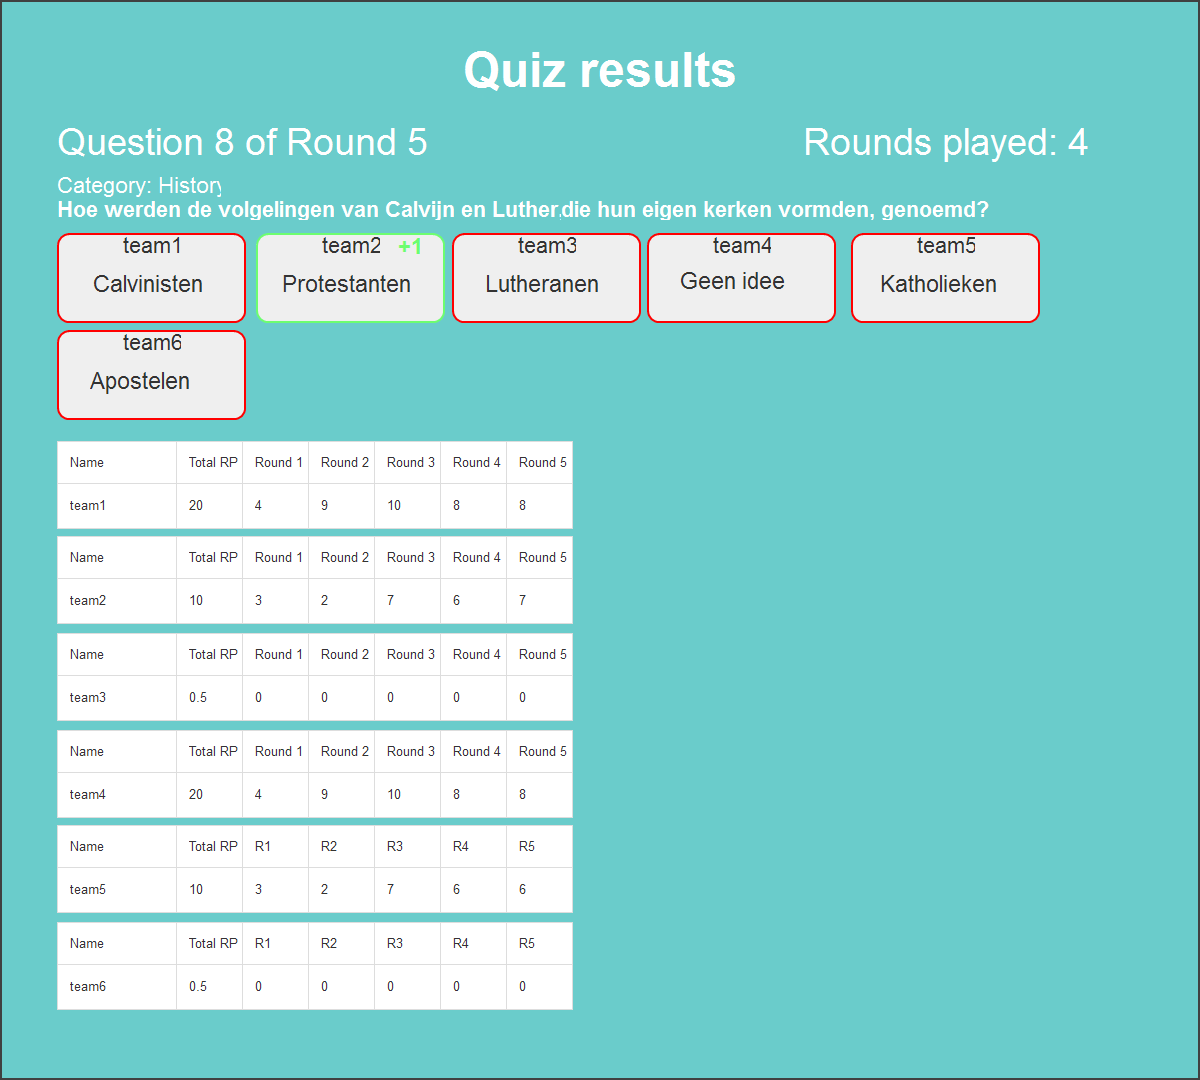 Quiz results
Question 8 of Round 5
Rounds played: 4
Category: History
Hoe werden de volgelingen van Calvijn en Luther,die hun eigen kerken vormden, genoemd?
team1
Calvinisten
team2 +1
Protestanten
team3
Lutheranen
team4
Geen idee
team5
Katholieken
team6
Apostelen
Name Total RP Round 1 Round 2 Round 3 Round 4 Round 5
team1 20 4 9 10 8 8
Name Total RP Round 1 Round 2 Round 3 Round 4 Round 5
team2 10 3 2 7 6 7
Name Total RP Round 1 Round 2 Round 3 Round 4 Round 5
team3 0.5 0 0 0 0 0
Name Total RP Round 1 Round 2 Round 3 Round 4 Round 5
team4 20 4 9 10 8 8
Name Total RP R1 R2 R3 R4 R5
team5 10 3 2 7 6 6
Name Total RP R1 R2 R3 R4 R5
team6 0.5 0 0 0 0 0